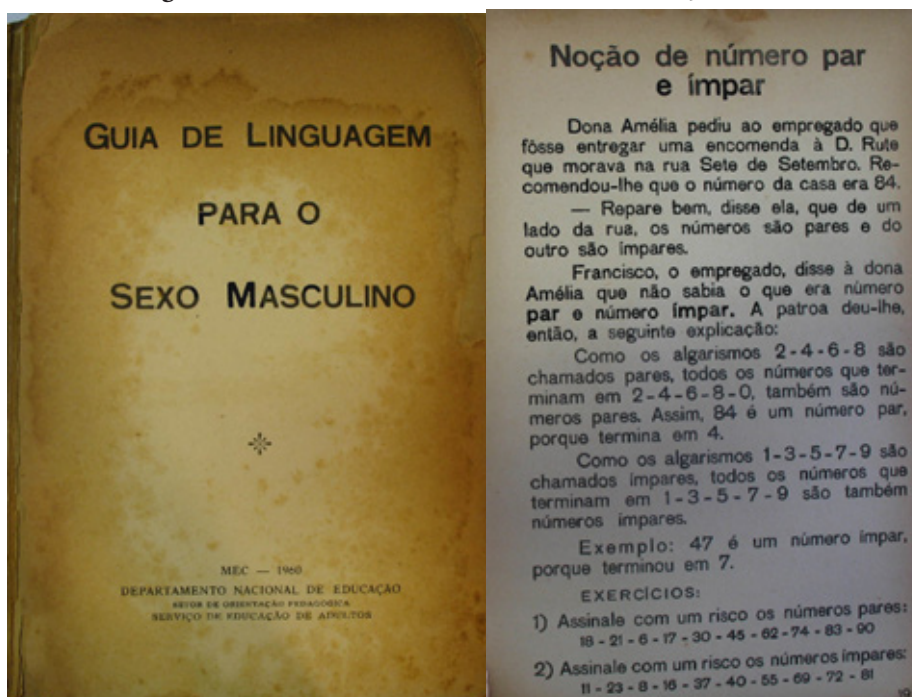 GUIA DE LINGUAGEM
PARA O
SEXO MASCULINO
MEC — 1960
DEPARTAMENTO NACIONAL DE EDUCAÇÃO
SETOR DE ORIENTAÇÃO PEDAGÓGICA
SERVIÇO DE EDUCAÇÃO DE ADULTOS
Noção de número par
e ímpar
Dona Amélia pediu ao empregado que
fôsse entregar uma encomenda à D. Rute
que morava na rua Sete de Setembro. Re-
comendou-lhe que o número da casa era 84.
— Repare bem, disse ela, que de um
lado da rua, os números são pares e do
outro são ímpares.
Francisco, o empregado, disse à dona
Amélia que não sabia o que era número
par e número ímpar. A patroa deu-lhe,
então, a seguinte explicação:
Como os algarismos 2-4-6-8 são
chamados pares, todos os números que ter-
minam em 2-4-6-8-0, também são nú-
meros pares. Assim, 84 é um número par,
porque termina em 4.
Como os algarismos 1-3-5-7-9 são
chamados ímpares, todos os números que
terminam em 1-3-5-7-9 são também
números ímpares.
Exemplo: 47 é um número ímpar,
porque terminou em 7.
EXERCÍCIOS:
1) Assinale com um risco os números pares:
18 - 21 - 6 - 17 - 30 - 45 - 62 - 74 - 83 - 90
2) Assinale com um risco os números ímpares:
11 - 23 - 8 - 16 - 37 - 40 - 55 - 69 - 72 - 81